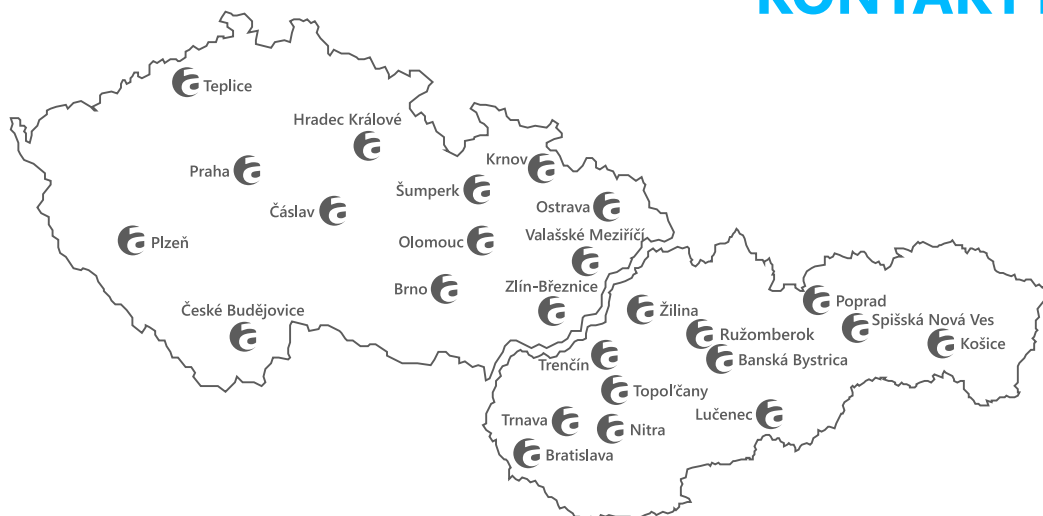 KONTAKT
Teplice
Hradec Králové
Krnov
Praha
Šumperk
Ostrava
Čáslav
Valašské Meziříčí
Olomouc
Plzeň
Zlín-Březnice
Brno
České Budějovice
Žilina
Poprad
Spišská Nová Ves
Ružomberok
Košice
Trenčín
Banská Bystrica
Topoľčany
Lučenec
Trnava
Nitra
Bratislava